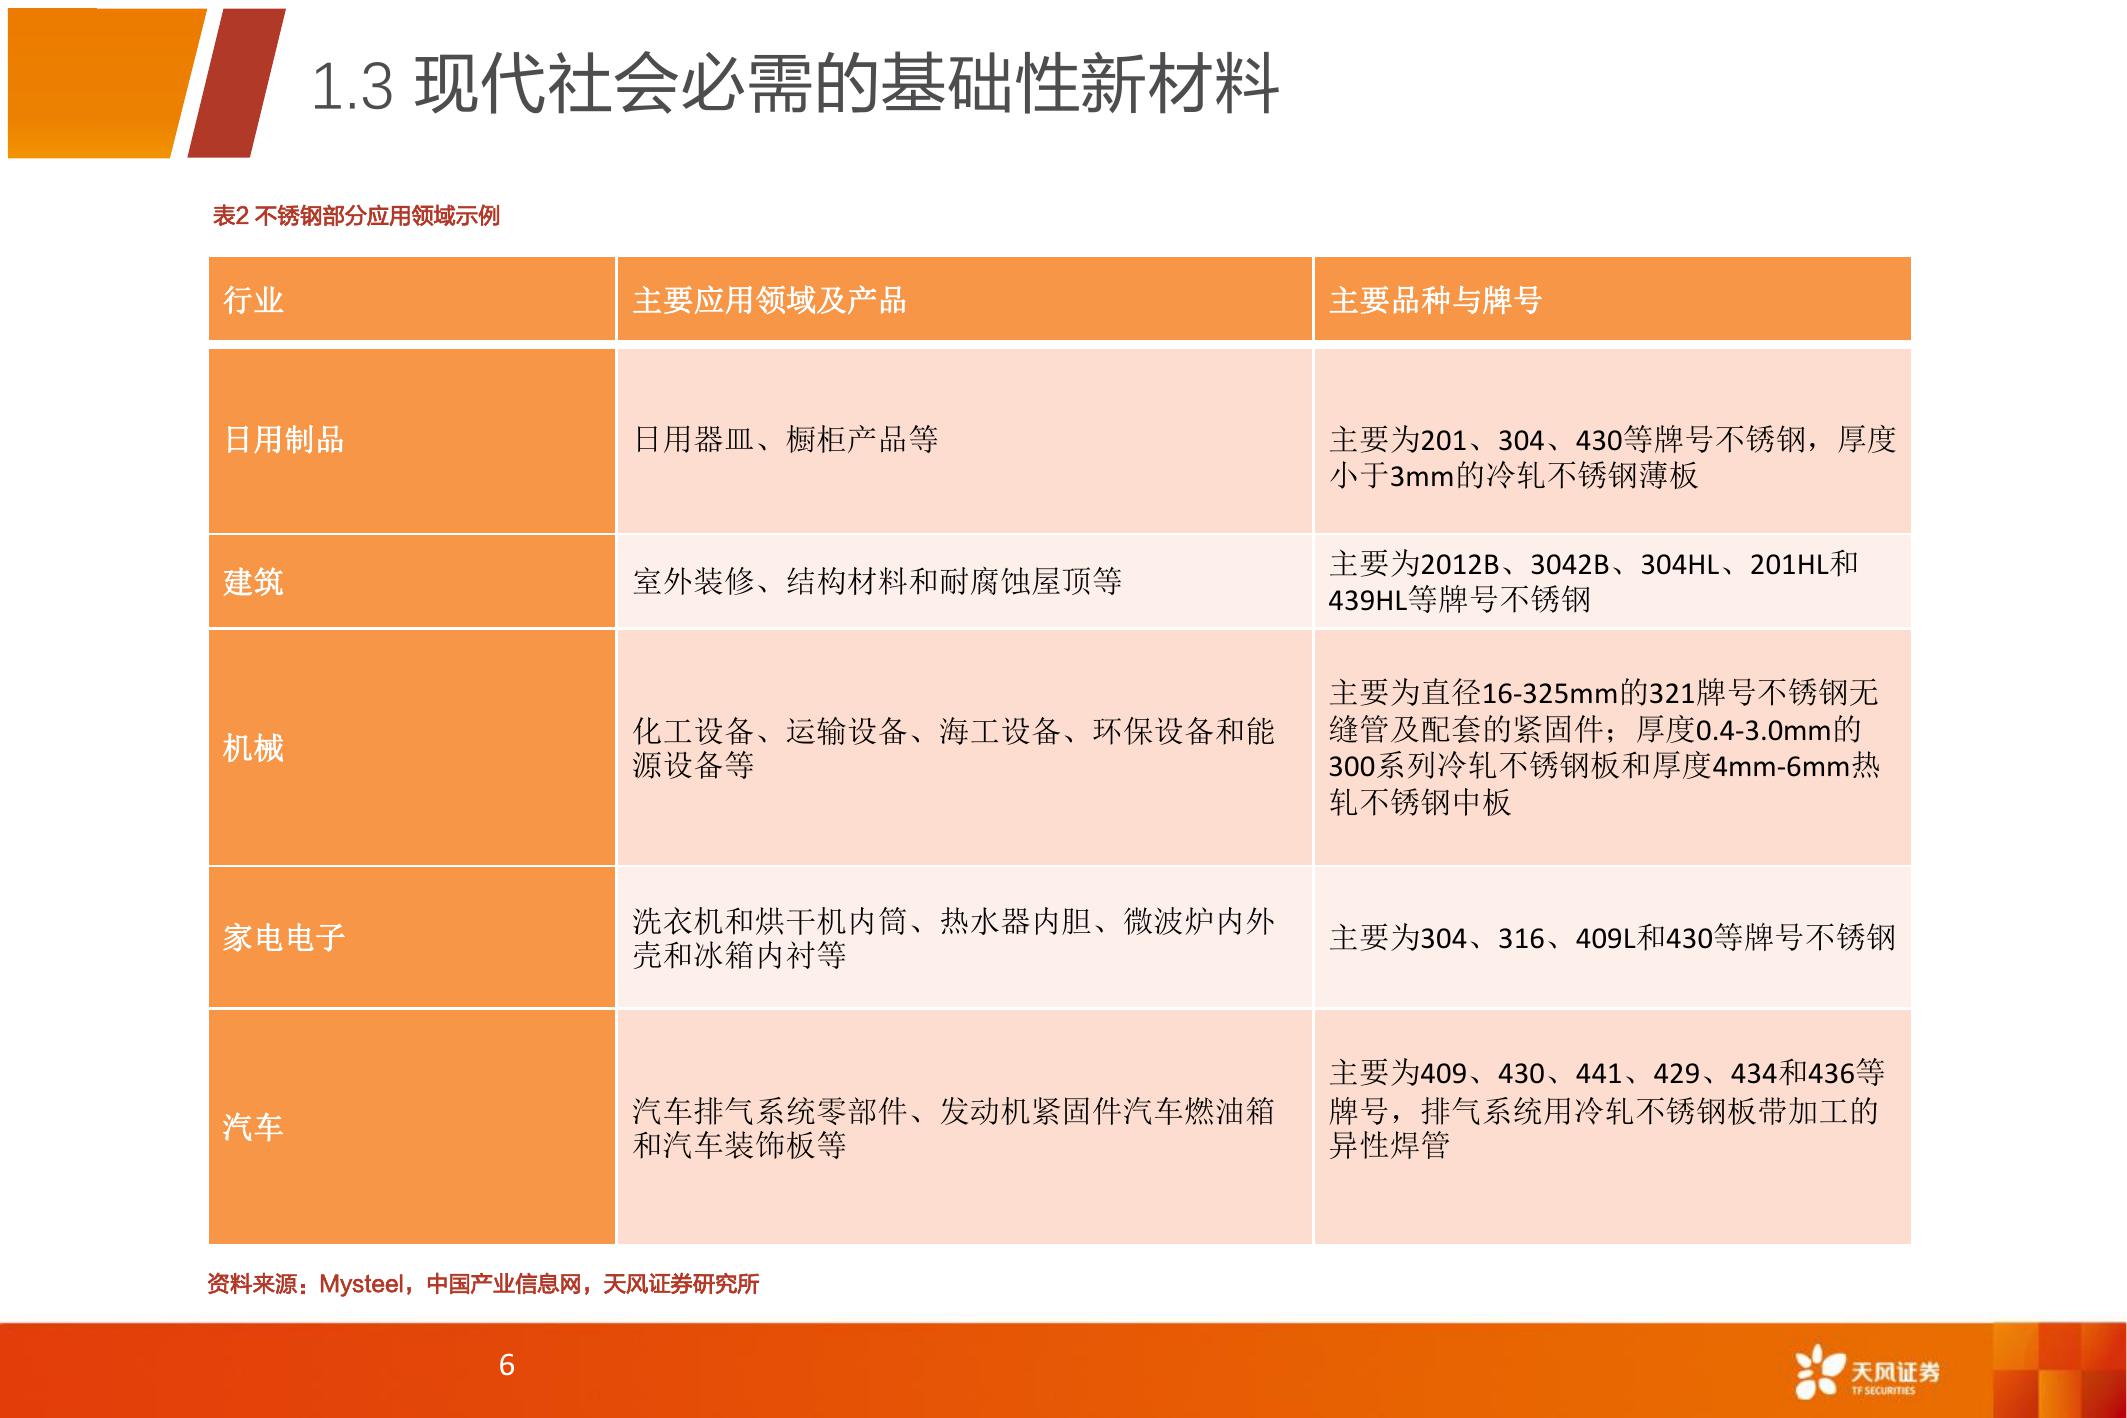 1.3 现代社会必需的基础性新材料
表2 不锈钢部分应用领域示例
行业
主要应用领域及产品
主要品种与牌号
日用制品
日用器皿、橱柜产品等
主要为201、304、430等牌号不锈钢，厚度
小于3mm的冷轧不锈钢薄板
建筑
室外装修、结构材料和耐腐蚀屋顶等
主要为2012B、3042B、304HL、201HL和
439HL等牌号不锈钢
机械
化工设备、运输设备、海工设备、环保设备和能
源设备等
主要为直径16-325mm的321牌号不锈钢无
缝管及配套的紧固件；厚度0.4-3.0mm的
300系列冷轧不锈钢板和厚度4mm-6mm热
轧不锈钢中板
家电电子
洗衣机和烘干机内筒、热水器内胆、微波炉内外
壳和冰箱内衬等
主要为304、316、409L和430等牌号不锈钢
汽车
汽车排气系统零部件、发动机紧固件汽车燃油箱
和汽车装饰板等
主要为409、430、441、429、434和436等
牌号，排气系统用冷轧不锈钢板带加工的
异性焊管
资料来源：Mysteel，中国产业信息网，天风证券研究所
6
天风证券
TF SECURITIES